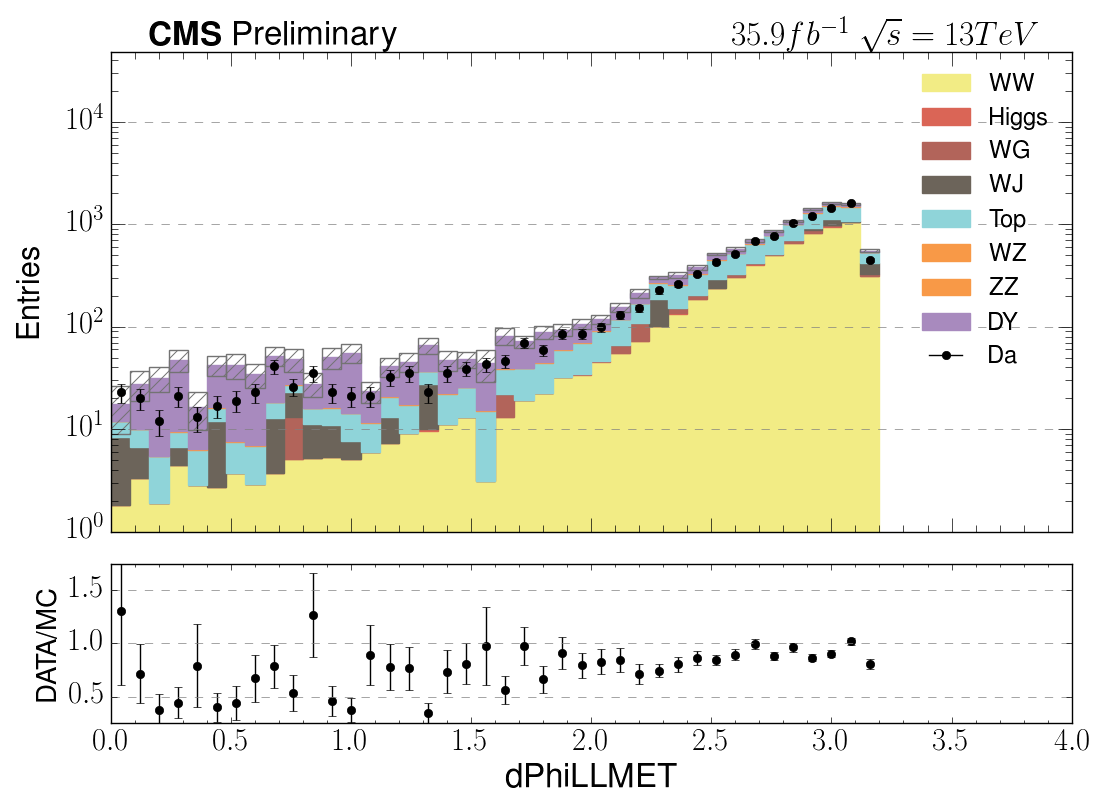 CMS Preliminary 35.9fb⁻¹ √s = 13TeV
Entries
10⁴
10³
10²
10¹
10⁰
WW
Higgs
WG
WJ
Top
WZ
ZZ
DY
Da
DATA/MC
1.5
1.0
0.5
0.0 0.5 1.0 1.5 2.0 2.5 3.0 3.5 4.0
dPhiLLMET